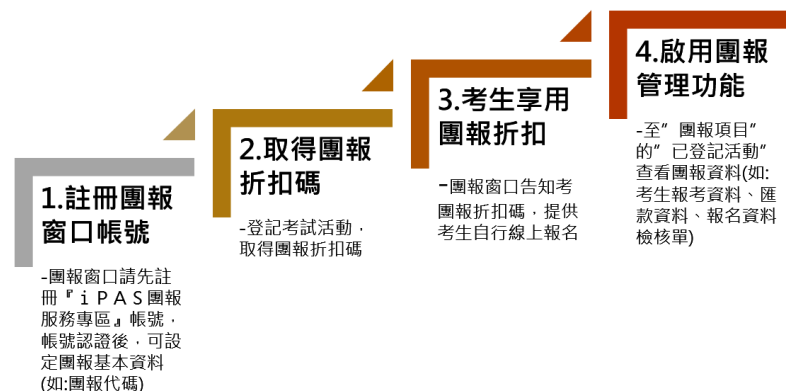 1.註冊團報
窗口帳號
-團報窗口請先註
冊『ｉＰＡＳ團報
服務專區』帳號，
帳號認證後，可設
定團報基本資料
(如:團報代碼)
2.取得團報
折扣碼
-登記考試活動，
取得團報折扣碼
3.考生享用
團報折扣
-團報窗口告知考
團報折扣碼，提供
考生自行線上報名
4.啟用團報
管理功能
-至”團報項目”
的”已登記活動”
查看團報資料(如:
考生報考資料、匯
款資料、報名資料
檢核單)